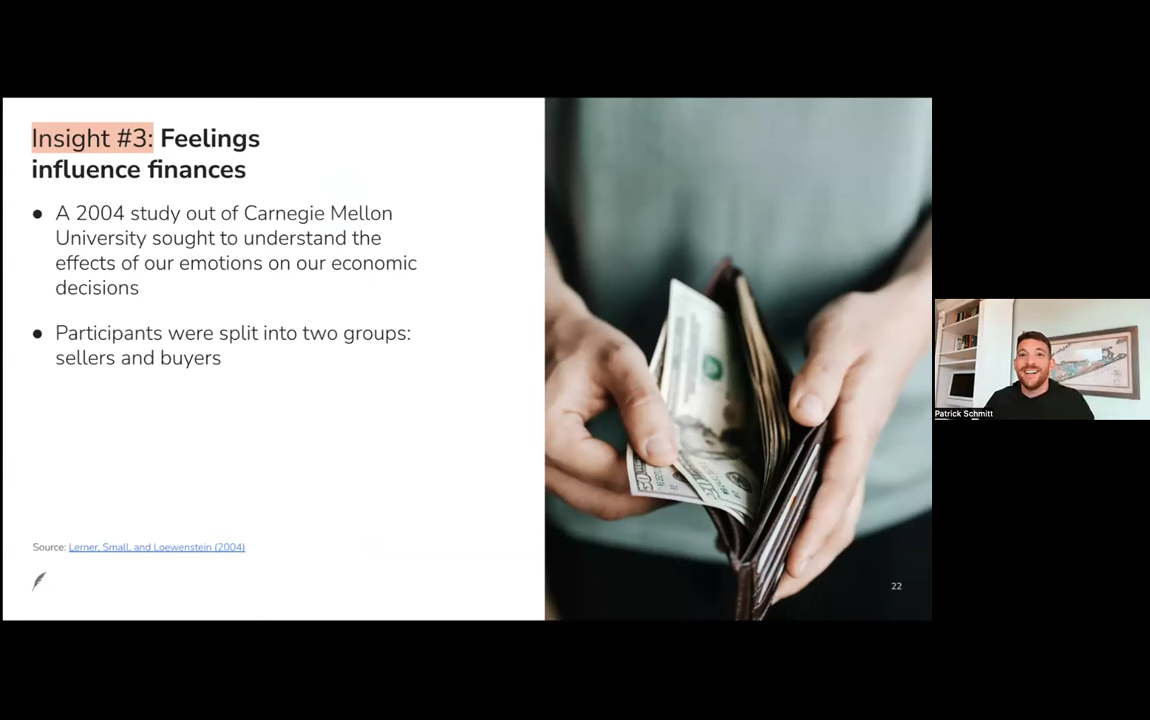 Insight #3: Feelings
influence finances
● A 2004 study out of Carnegie Mellon
University sought to understand the
effects of our emotions on our economic
decisions
● Participants were split into two groups:
sellers and buyers
Source: Lerner, Small, and Loewenstein (2004)
22
Patrick Schmitt
50